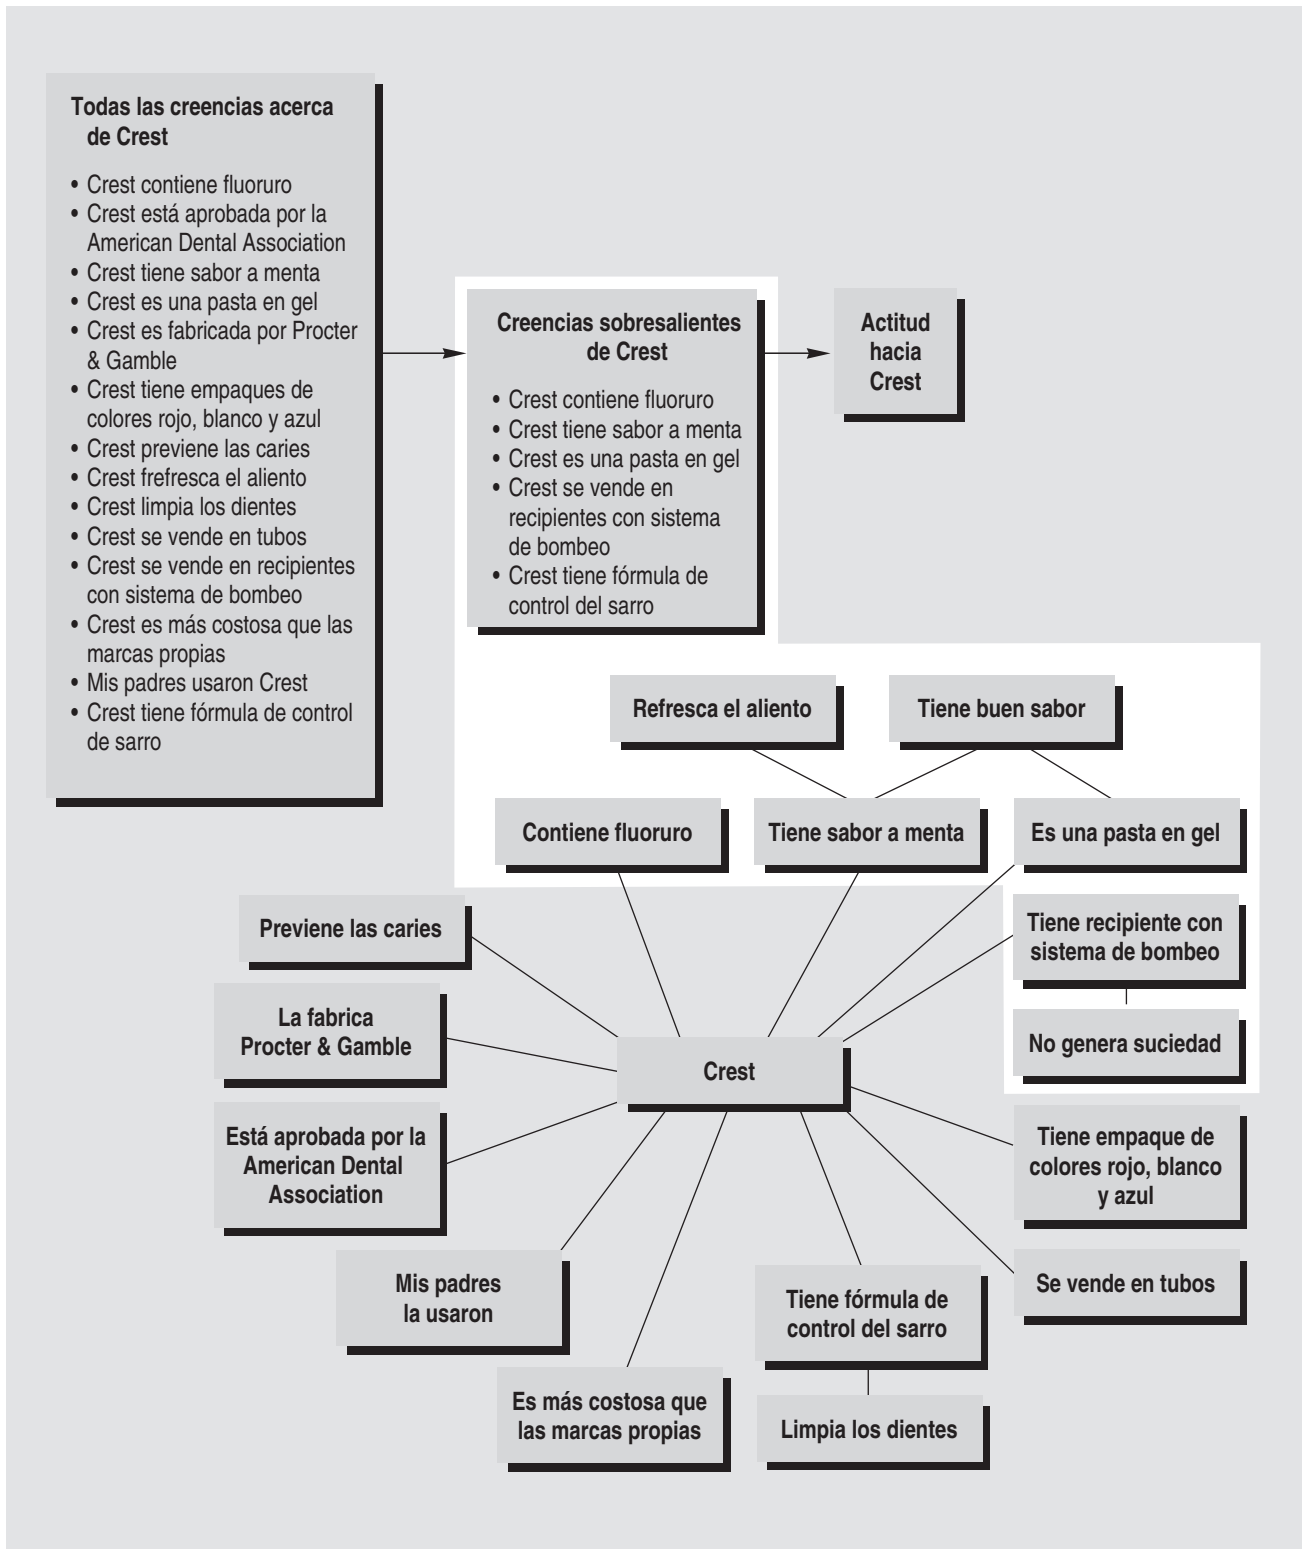 Todas las creencias acerca
de Crest
• Crest contiene fluoruro
• Crest está aprobada por la
American Dental Association
• Crest tiene sabor a menta
• Crest es una pasta en gel
• Crest es fabricada por Procter
& Gamble
• Crest tiene empaques de
colores rojo, blanco y azul
• Crest previene las caries
• Crest frefresca el aliento
• Crest limpia los dientes
• Crest se vende en tubos
• Crest se vende en recipientes
con sistema de bombeo
• Crest es más costosa que las
marcas propias
• Mis padres usaron Crest
• Crest tiene fórmula de control
de sarro
Creencias sobresalientes
de Crest
• Crest contiene fluoruro
• Crest tiene sabor a menta
• Crest es una pasta en gel
• Crest se vende en
recipientes con sistema
de bombeo
• Crest tiene fórmula de
control del sarro
Actitud
hacia
Crest
Refresca el aliento
Tiene buen sabor
Contiene fluoruro
Tiene sabor a menta
Es una pasta en gel
Previene las caries
Tiene recipiente con
sistema de bombeo
La fabrica
Procter & Gamble
No genera suciedad
Crest
Está aprobada por la
American Dental
Association
Tiene empaque de
colores rojo, blanco
y azul
Mis padres
la usaron
Tiene fórmula de
control del sarro
Se vende en tubos
Es más costosa que
las marcas propias
Limpia los dientes